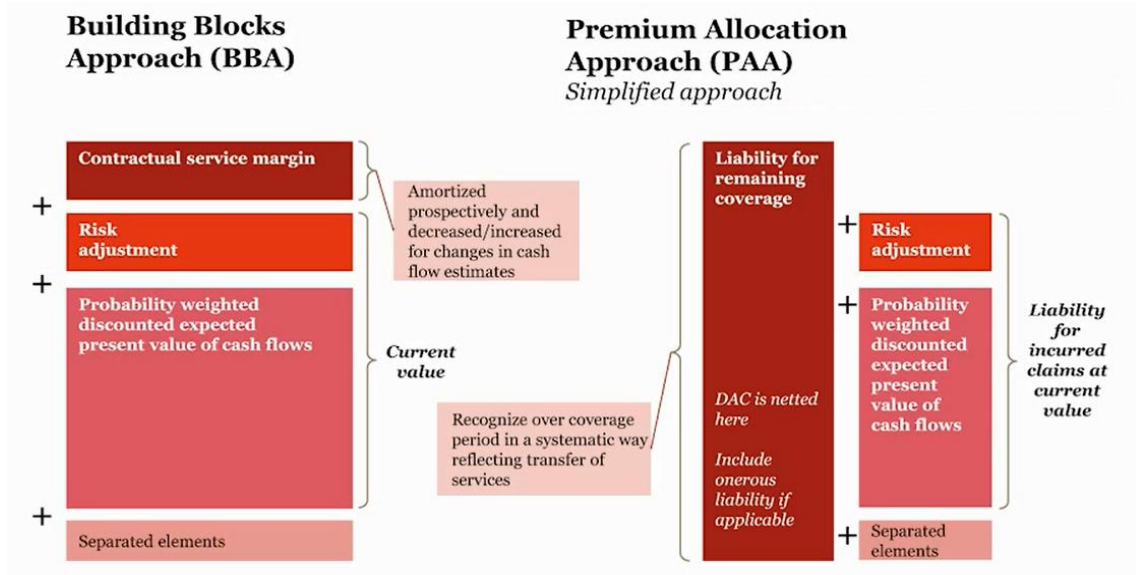 Building Blocks
Approach (BBA)
Premium Allocation
Approach (PAA)
Simplified approach
Contractual service margin
+
Risk
adjustment
+
Probability weighted
discounted expected
present value of cash flows
+
Separated elements
Amortized
prospectively and
decreased/increased
for changes in cash
flow estimates
Current
value
Recognize over coverage
period in a systematic way
reflecting transfer of
services
Liability for
remaining
coverage
DAC is netted
here
Include
onerous
liability if
applicable
+
Risk
adjustment
+
Probability
weighted
discounted
expected
present
value of
cash flows
+
Separated
elements
Liability
for
incurred
claims at
current
value